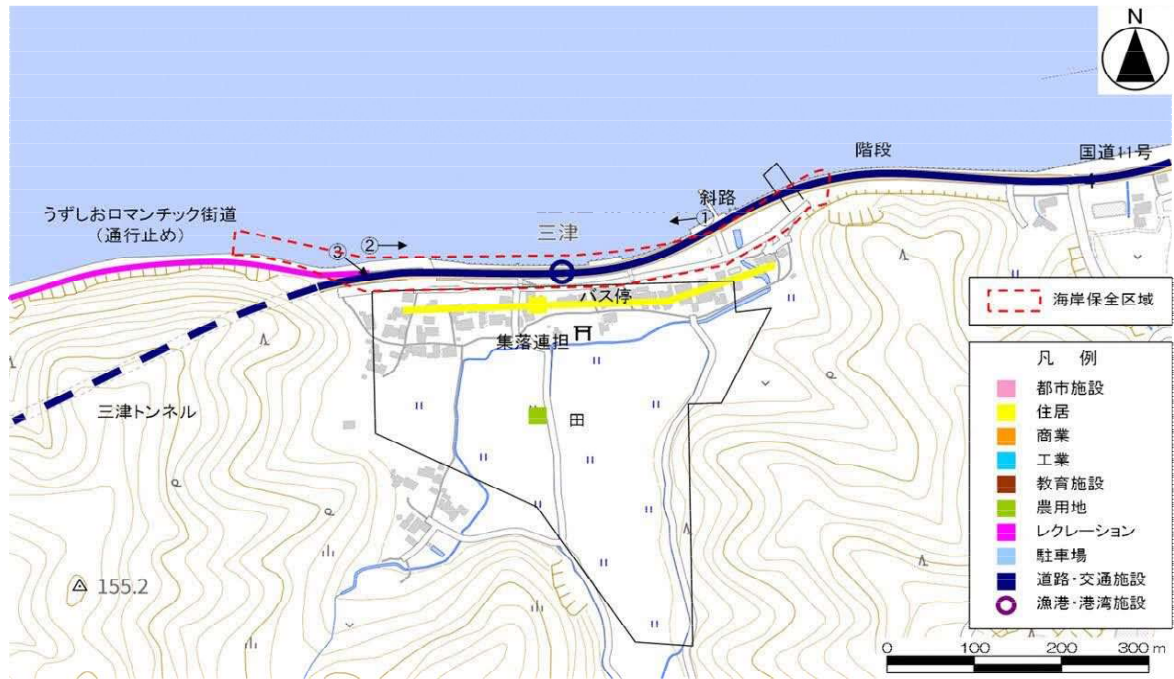 N
階段
国道11号
斜路
←①
うずしおロマンチック街道
(通行止め)
三津
③
②→
海岸保全区域
バス停
集落連担
凡 例
都市施設
住居
商業
工業
教育施設
農用地
レクレーション
駐車場
道路・交通施設
漁港・港湾施設
三津トンネル
田
155.2
0 100 200 300 m